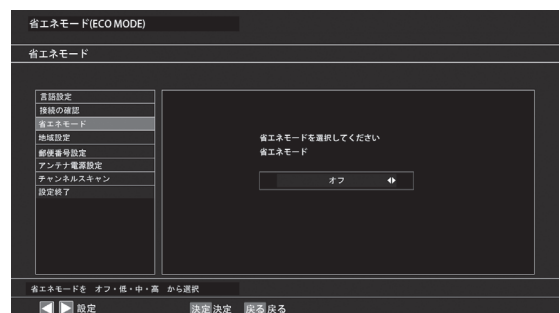 省エネモード(ECO MODE)
省エネモード
言語設定
接続の確認
省エネモード
地域設定
郵便番号設定
アンテナ電源設定
チャンネルスキャン
設定終了
省エネモードを選択してください
省エネモード
オフ
省エネモードを オフ・低・中・高 から選択
設定 決定 決定 戻る 戻る